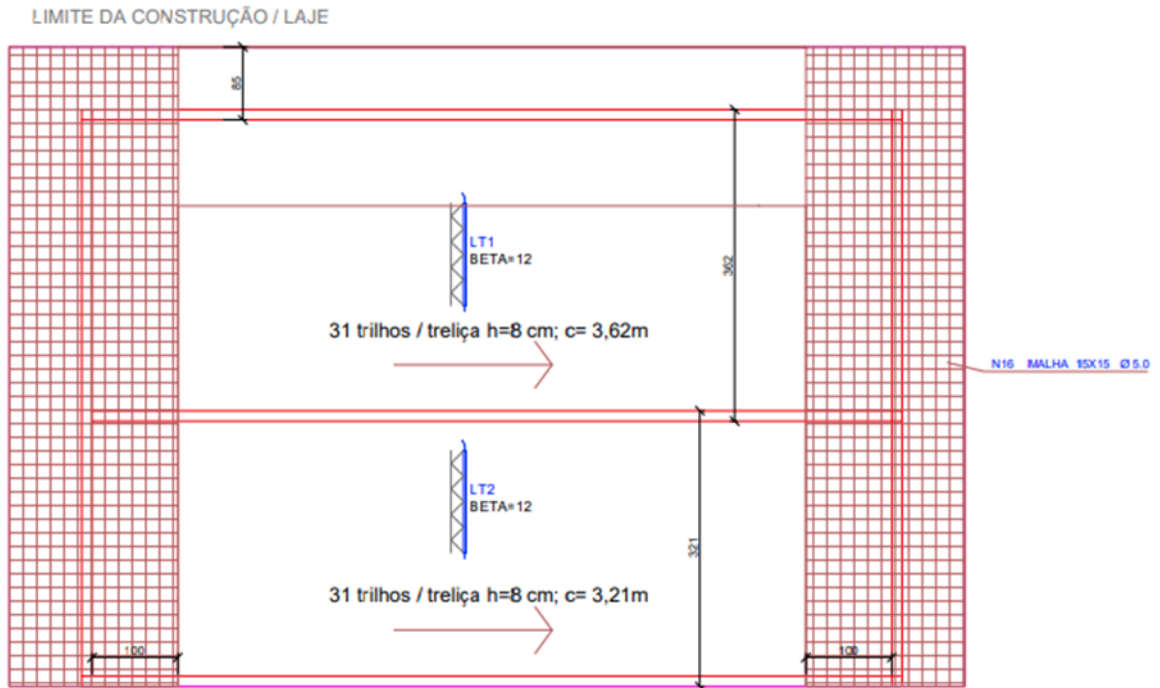 LIMITE DA CONSTRUÇÃO / LAJE
85
LT1
BETA=12
362
31 trilhos / treliça h=8 cm; c= 3,62m
N16 MALHA 15X15 Ø5.0
LT2
BETA=12
321
31 trilhos / treliça h=8 cm; c= 3,21m
100
100